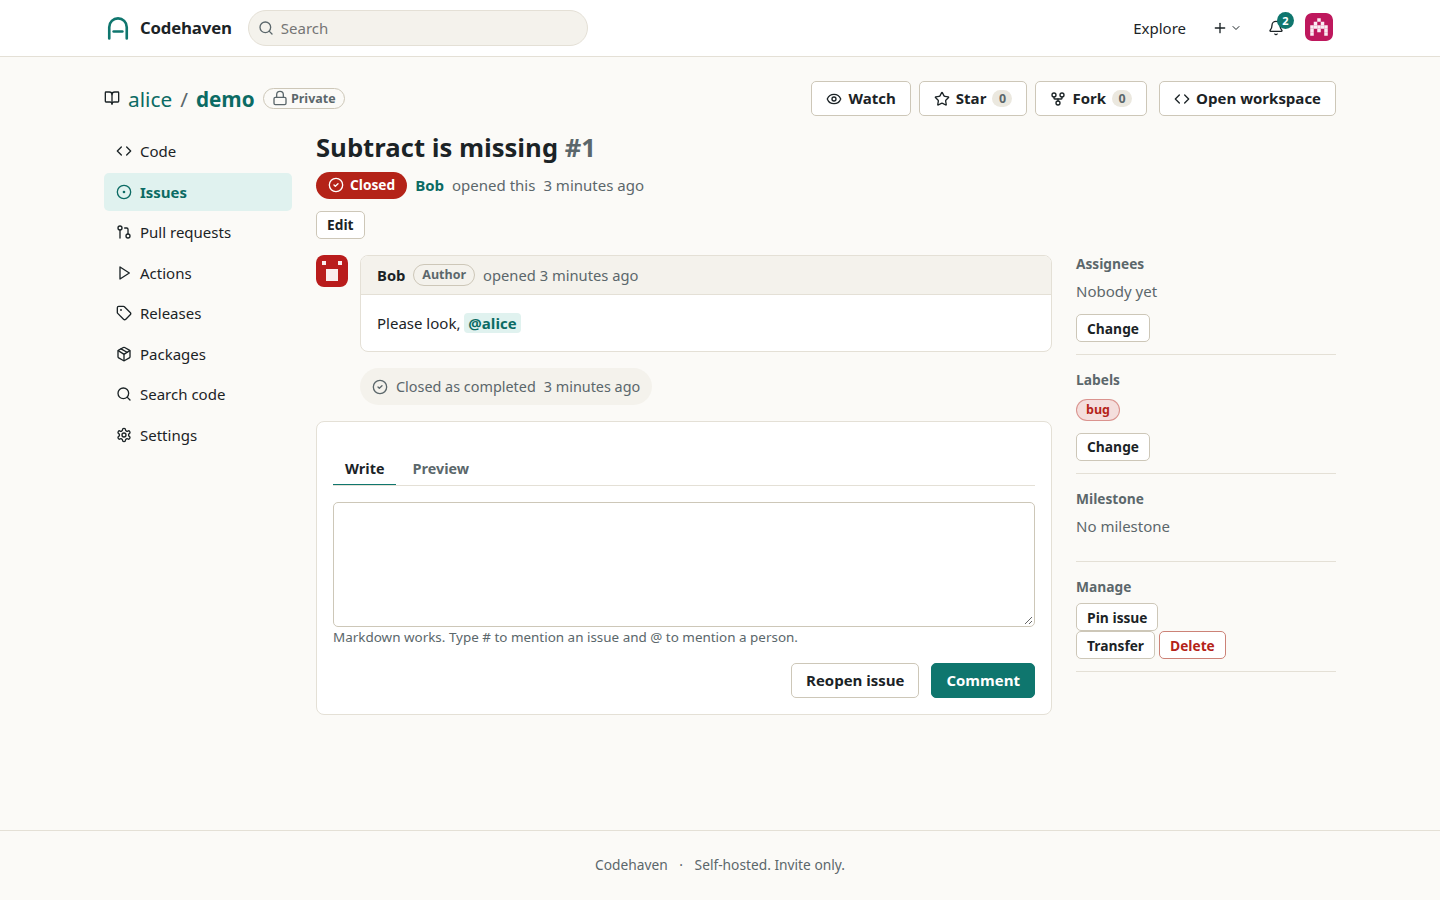 Codehaven
Search
Explore
2
alice / demo Private
Watch
Star 0
Fork 0
Open workspace
Code
Issues
Pull requests
Actions
Releases
Packages
Search code
Settings
Subtract is missing #1
Closed Bob opened this 3 minutes ago
Edit
Bob Author opened 3 minutes ago
Please look, @alice
Closed as completed 3 minutes ago
Write Preview
Markdown works. Type # to mention an issue and @ to mention a person.
Reopen issue Comment
Assignees
Nobody yet
Change
Labels
bug
Change
Milestone
No milestone
Manage
Pin issue
Transfer Delete
Codehaven · Self-hosted. Invite only.